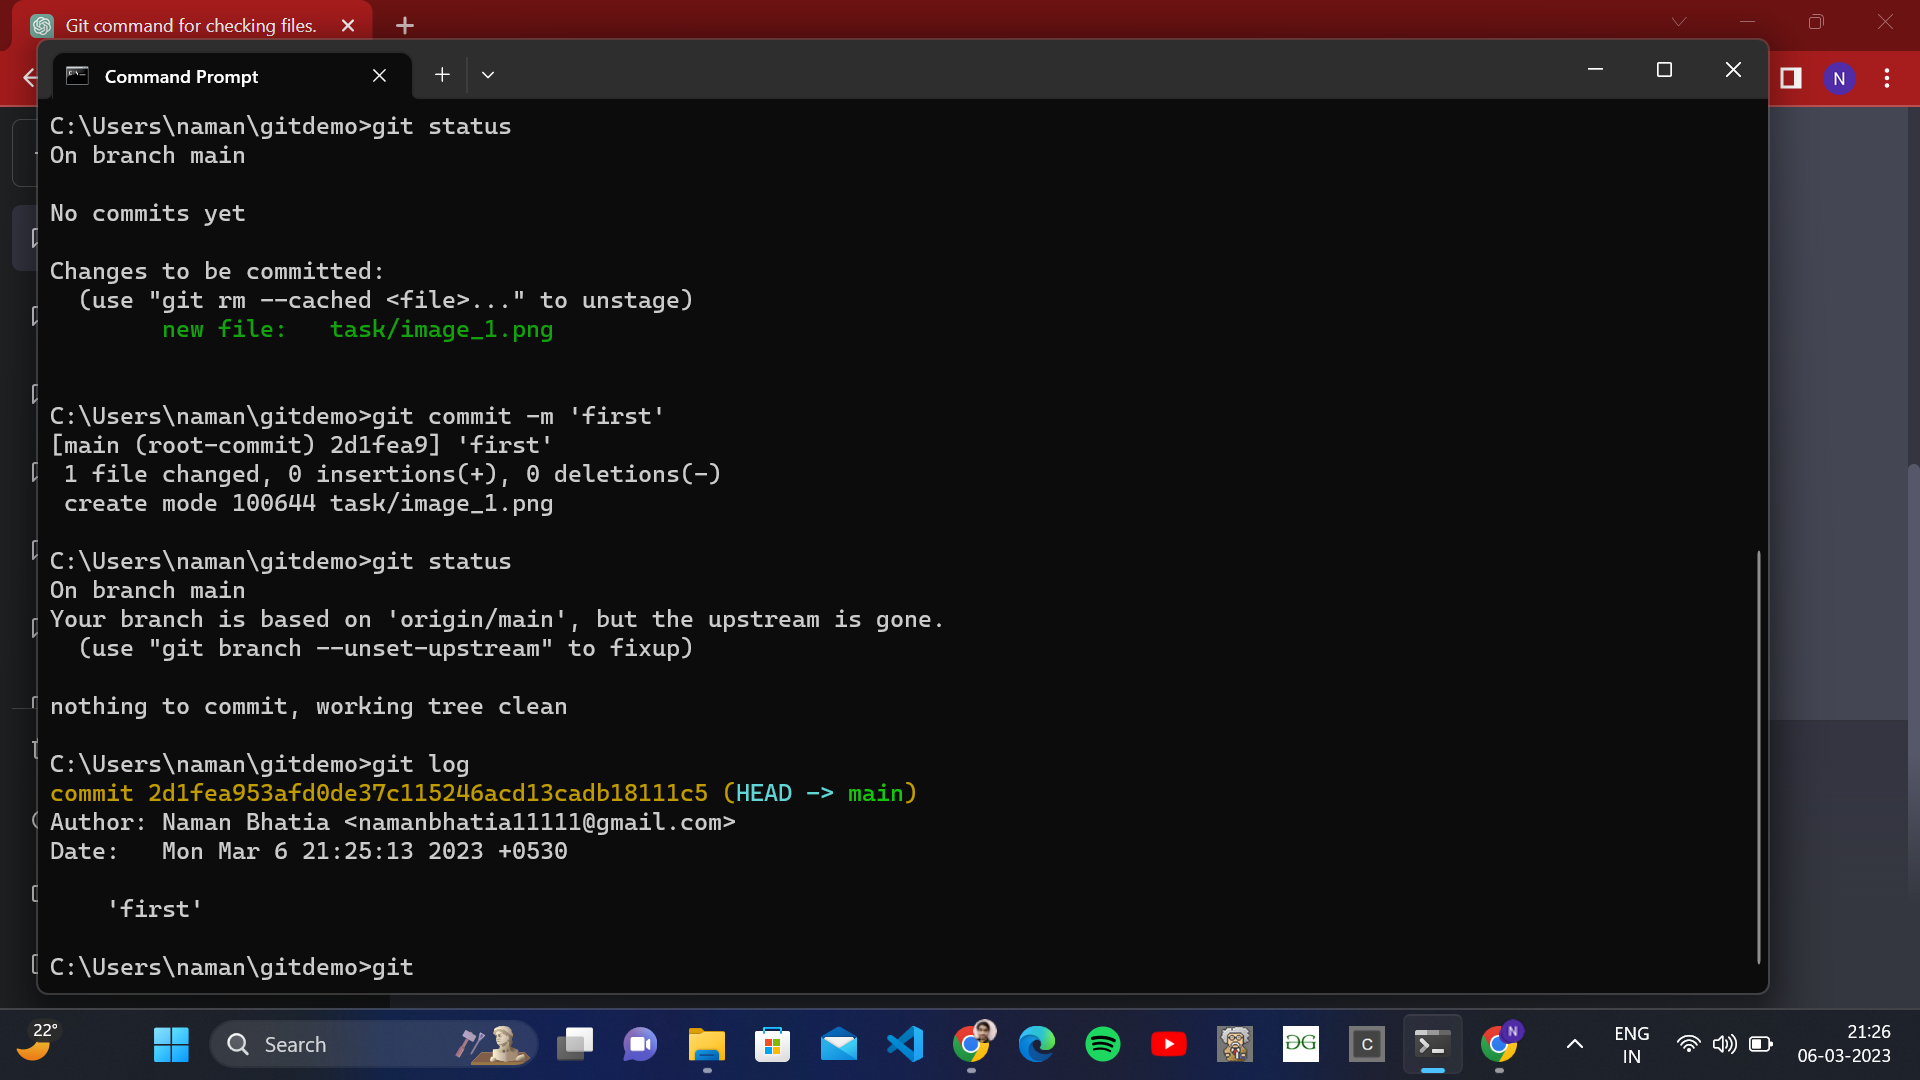 Git command for checking files.
N
Command Prompt
C:\Users\naman\gitdemo>git status
On branch main
No commits yet
Changes to be committed:
  (use "git rm --cached <file>..." to unstage)
        new file:   task/image_1.png
C:\Users\naman\gitdemo>git commit -m 'first'
[main (root-commit) 2d1fea9] 'first'
 1 file changed, 0 insertions(+), 0 deletions(-)
 create mode 100644 task/image_1.png
C:\Users\naman\gitdemo>git status
On branch main
Your branch is based on 'origin/main', but the upstream is gone.
  (use "git branch --unset-upstream" to fixup)
nothing to commit, working tree clean
C:\Users\naman\gitdemo>git log
commit 2d1fea953afd0de37c115246acd13cadb18111c5 (HEAD -> main)
Author: Naman Bhatia <namanbhatia11111@gmail.com>
Date:   Mon Mar 6 21:25:13 2023 +0530
    'first'
C:\Users\naman\gitdemo>git
22°
Search
C
N
ENG
IN
21:26
06-03-2023